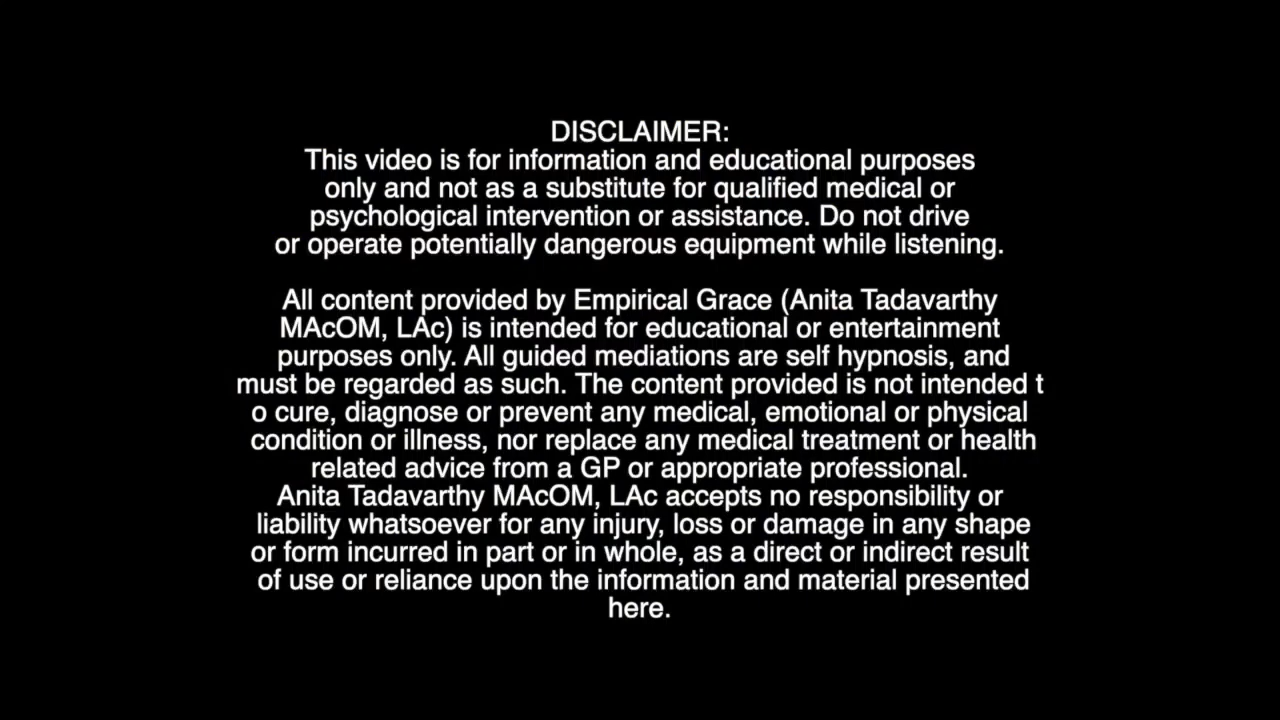 DISCLAIMER:
This video is for information and educational purposes
only and not as a substitute for qualified medical or
psychological intervention or assistance. Do not drive
or operate potentially dangerous equipment while listening.
All content provided by Empirical Grace (Anita Tadavarthy
MAcOM, LAc) is intended for educational or entertainment
purposes only. All guided mediations are self hypnosis, and
must be regarded as such. The content provided is not intended t
o cure, diagnose or prevent any medical, emotional or physical
condition or illness, nor replace any medical treatment or health
related advice from a GP or appropriate professional.
Anita Tadavarthy MAcOM, LAc accepts no responsibility or
liability whatsoever for any injury, loss or damage in any shape
or form incurred in part or in whole, as a direct or indirect result
of use or reliance upon the information and material presented
here.